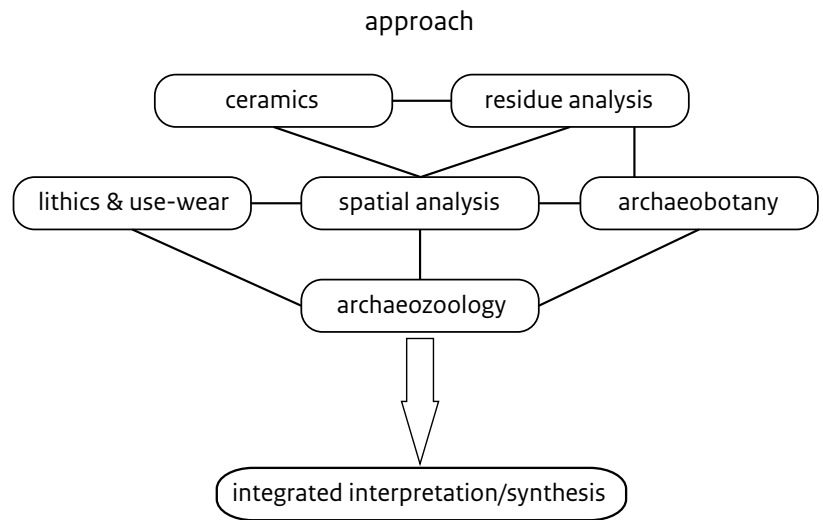 approach
ceramics
residue analysis
lithics & use-wear
spatial analysis
archaeobotany
archaeozoology
integrated interpretation/synthesis